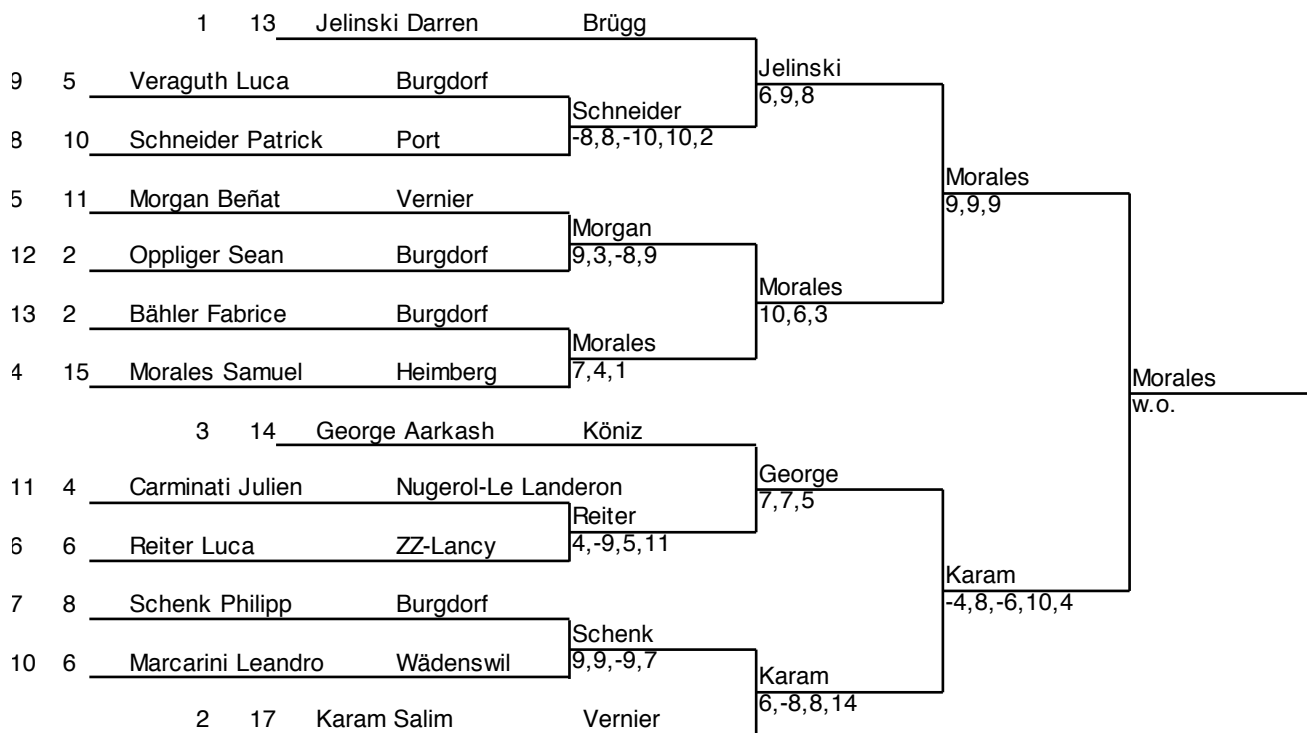 1 13 Jelinski Darren Brügg
Jelinski
9 5 Veraguth Luca Burgdorf
6,9,8
Schneider
8 10 Schneider Patrick Port
-8,8,-10,10,2
Morales
5 11 Morgan Beñat Vernier
9,9,9
Morgan
12 2 Oppliger Sean Burgdorf
9,3,-8,9
Morales
13 2 Bähler Fabrice Burgdorf
10,6,3
Morales
4 15 Morales Samuel Heimberg
7,4,1
Morales
w.o.
3 14 George Aarkash Köniz
George
11 4 Carminati Julien Nugerol-Le Landeron
7,7,5
Reiter
6 6 Reiter Luca ZZ-Lancy
4,-9,5,11
Karam
7 8 Schenk Philipp Burgdorf
-4,8,-6,10,4
Schenk
10 6 Marcarini Leandro Wädenswil
9,9,-9,7
Karam
6,-8,8,14
2 17 Karam Salim Vernier